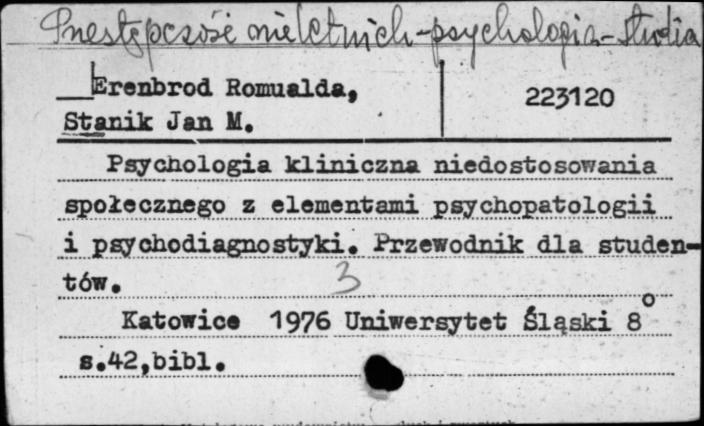 Przestępczość nieletnich - psychologia - studia
Erenbrod Romualda,
223120
Stanik Jan M.
Psychologia kliniczna niedostosowania
społecznego z elementami psychopatologii
i psychodiagnostyki. Przewodnik dla studen-
tów.
3
Katowice 1976 Uniwersytet Śląski 8°
s.42,bibl.